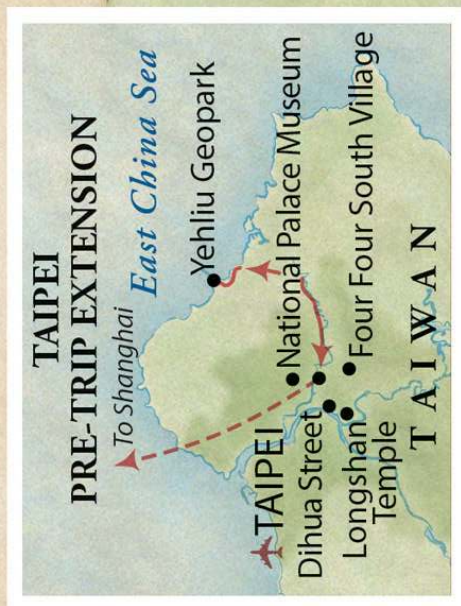 TAIPEI
PRE-TRIP EXTENSION
To Shanghai
East China Sea
Yehliu Geopark
National Palace Museum
TAIPEI
Dihua Street
Four Four South Village
Longshan
Temple
TAIWAN